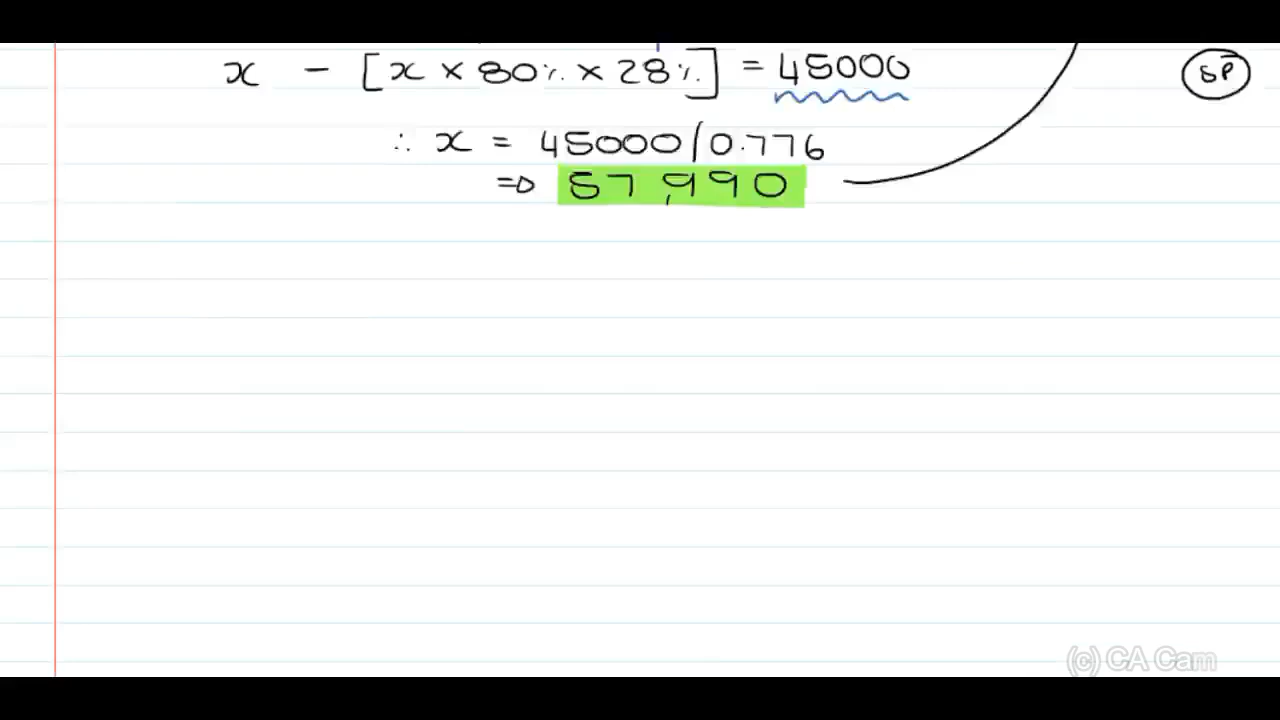 x - [x × 80% × 28%] = 45000
SP
∴ x = 45000/0.776
⇒ 57,990
(c) CA Cam